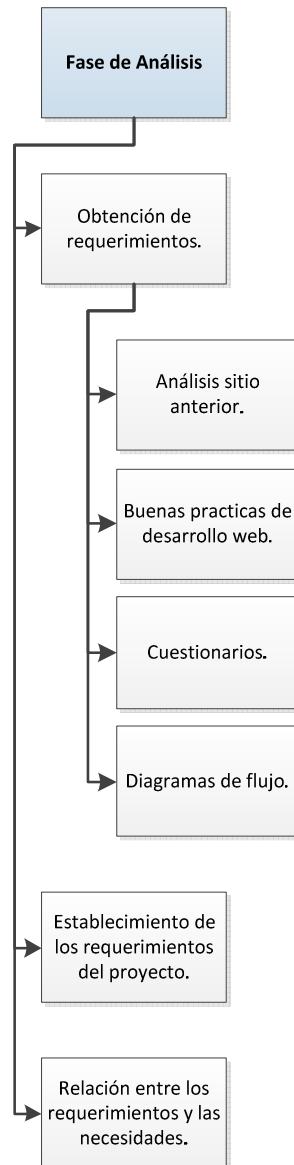 Fase de Análisis
Obtención de
requerimientos.
Análisis sitio
anterior.
Buenas practicas de
desarrollo web.
Cuestionarios.
Diagramas de flujo.
Establecimiento de
los requerimientos
del proyecto.
Relación entre los
requerimientos y las
necesidades.